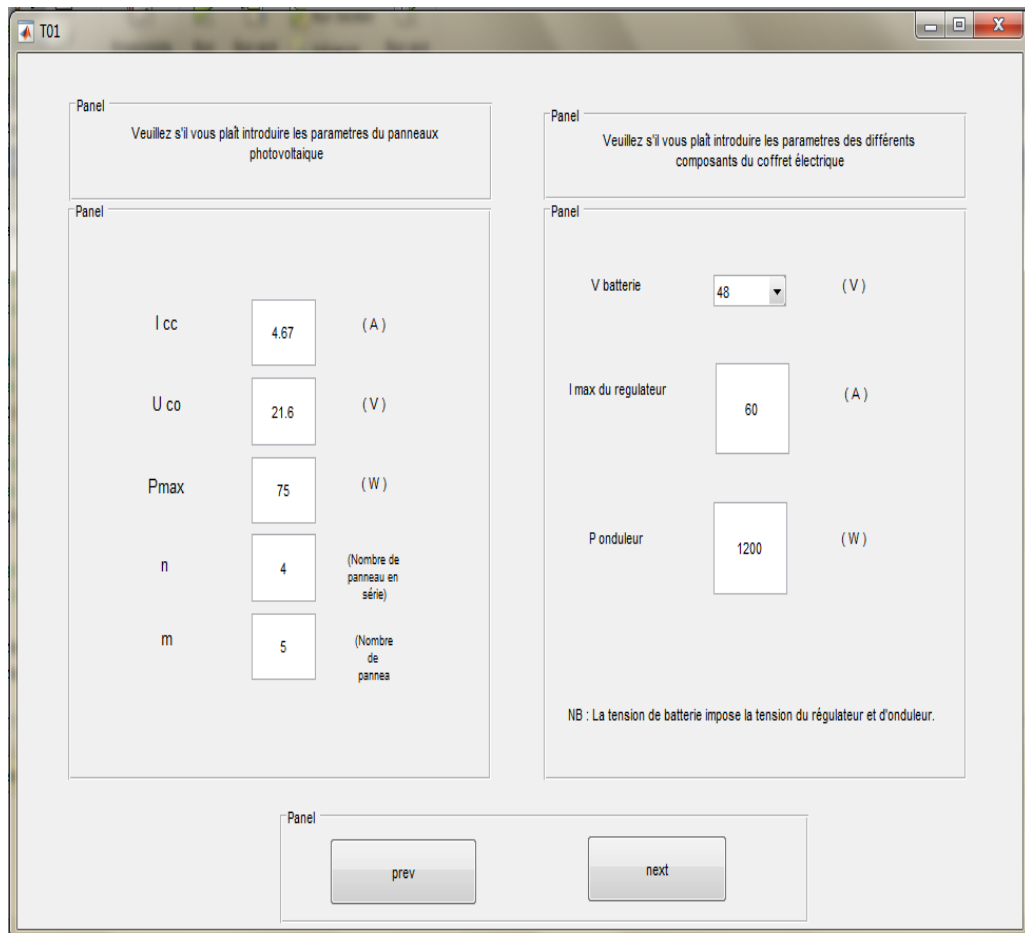 T01
Panel
Veuillez s'il vous plaît introduire les parametres du panneaux
photovoltaique
Panel
I cc
4.67
( A )
U co
21.6
( V )
Pmax
75
( W )
n
4
(Nombre de
panneau en
série)
m
5
(Nombre
de
pannea
Panel
Veuillez s'il vous plaît introduire les parametres des différents
composants du coffret électrique
Panel
V batterie
48
( V )
I max du regulateur
60
( A )
P onduleur
1200
( W )
NB : La tension de batterie impose la tension du régulateur et d'onduleur.
Panel
prev
next